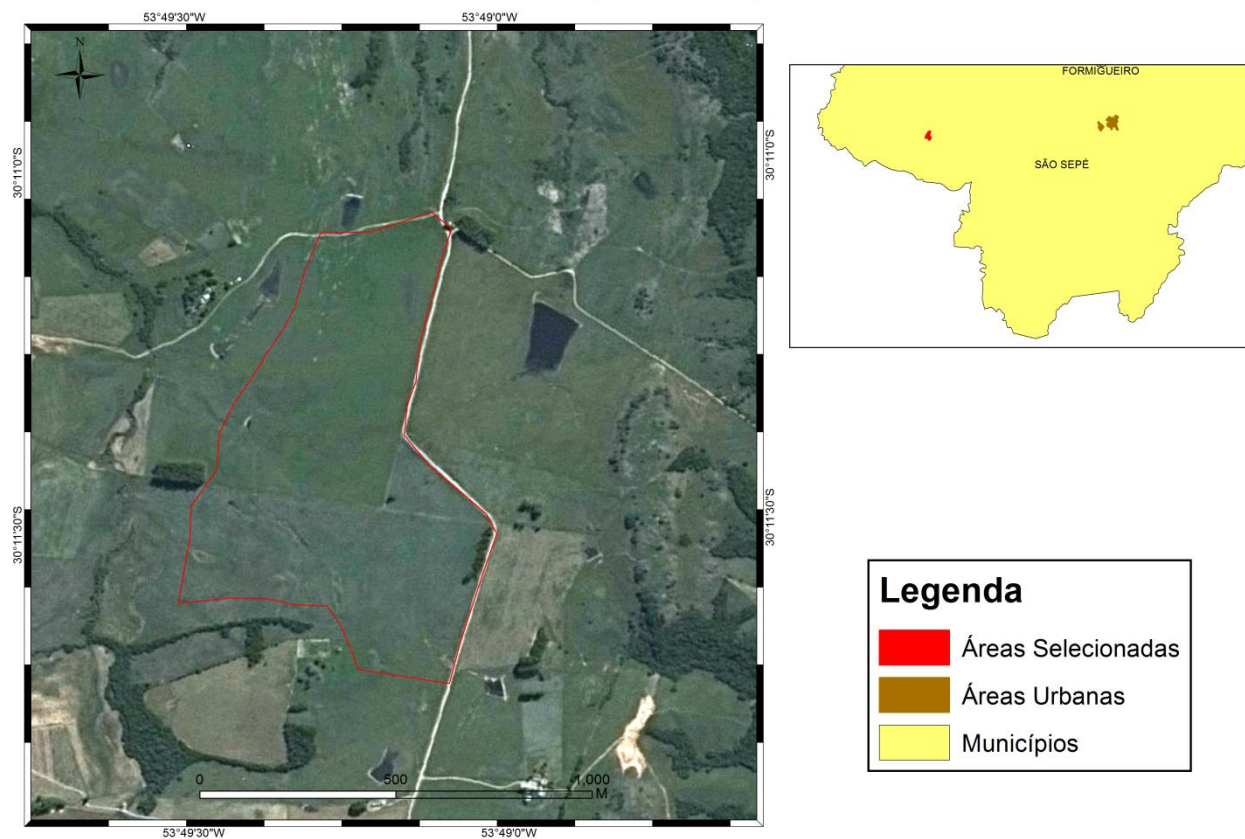 53°49'30"W
53°49'0"W
N
30°11'0"S
30°11'0"S
30°11'30"S
30°11'30"S
0
500
1,000
M
53°49'30"W
53°49'0"W
FORMIGUEIRO
SÃO SEPÉ
Legenda
Áreas Selecionadas
Áreas Urbanas
Municípios